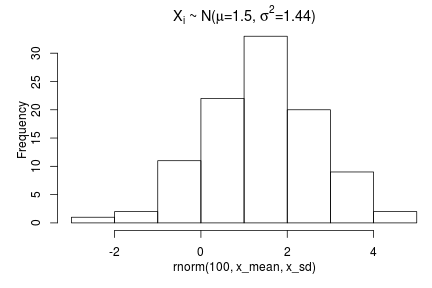 Xᵢ ~ N(μ=1.5, σ²=1.44)
Frequency
30
25
20
15
10
5
0
-2 0 2 4
rnorm(100, x_mean, x_sd)